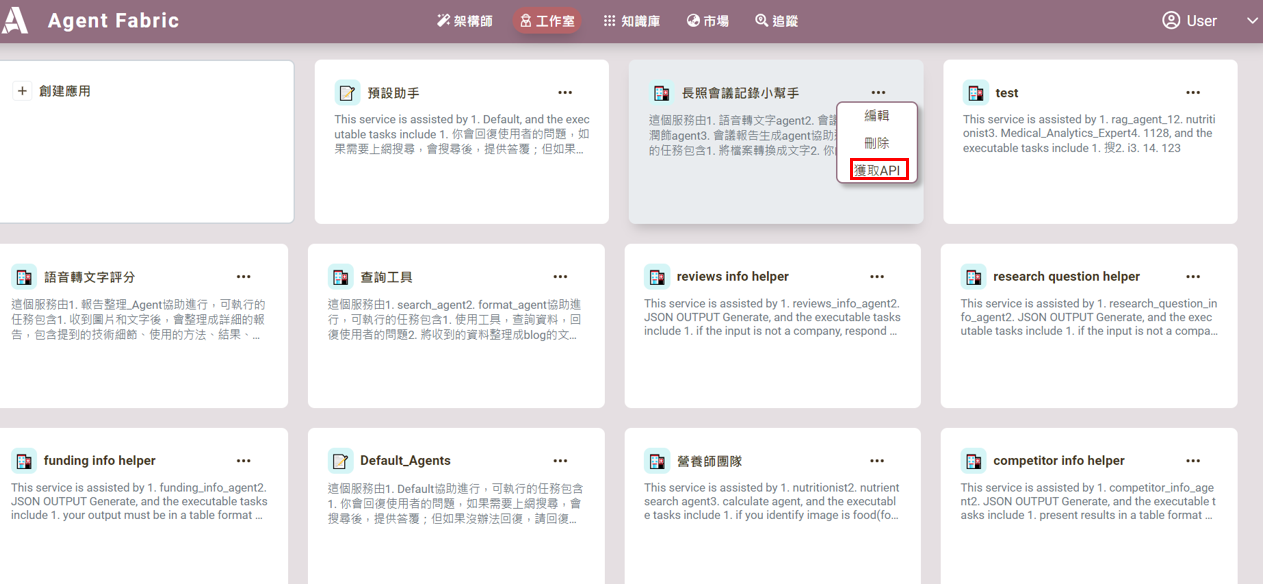 Agent Fabric
架構師
工作室
知識庫
市場
追蹤
User
創建應用
預設助手
This service is assisted by 1. Default, and the exec
utable tasks include 1. 你會回復使用者的問題，如
果需要上網搜尋，會搜尋後，提供答覆；但如果...
長照會議記錄小幫手
這個服務由1. 語音轉文字agent2. 會議
潤飾agent3. 會議報告生成agent協助
的任務包含1. 將檔案轉換成文字2. 你
編輯
刪除
獲取API
test
This service is assisted by 1. rag_agent_12. nutriti
onist3. Medical_Analytics_Expert4. 1128, and the
executable tasks include 1. 搜2. i3. 14. 123
語音轉文字評分
這個服務由1. 報告整理_Agent協助進行，可執行的
任務包含1. 收到圖片和文字後，會整理成詳細的報
告，包含提到的技術細節、使用的方法、結果、...
查詢工具
這個服務由1. search_agent2. format_agent協助進
行，可執行的任務包含1. 使用工具，查詢資料，回
復使用者的問題2. 將收到的資料整理成blog的文...
reviews info helper
This service is assisted by 1. reviews_info_agent2.
JSON OUTPUT Generate, and the executable tasks
include 1. if the input is not a company, respond ...
research question helper
This service is assisted by 1. research_question_in
fo_agent2. JSON OUTPUT Generate, and the exec
utable tasks include 1. if the input is not a compa...
funding info helper
This service is assisted by 1. funding_info_agent2.
JSON OUTPUT Generate, and the executable tasks
include 1. your output must be in a table format ...
Default_Agents
這個服務由1. Default協助進行，可執行的任務包含
1. 你會回復使用者的問題，如果需要上網搜尋，會
搜尋後，提供答覆；但如果沒辦法回復，請回復...
營養師團隊
This service is assisted by 1. nutritionist2. nutrient
search agent3. calculate agent, and the executabl
e tasks include 1. if you identify image is food(fo...
competitor info helper
This service is assisted by 1. competitor_info_age
nt2. JSON OUTPUT Generate, and the executable t
asks include 1. present results in a table format ...